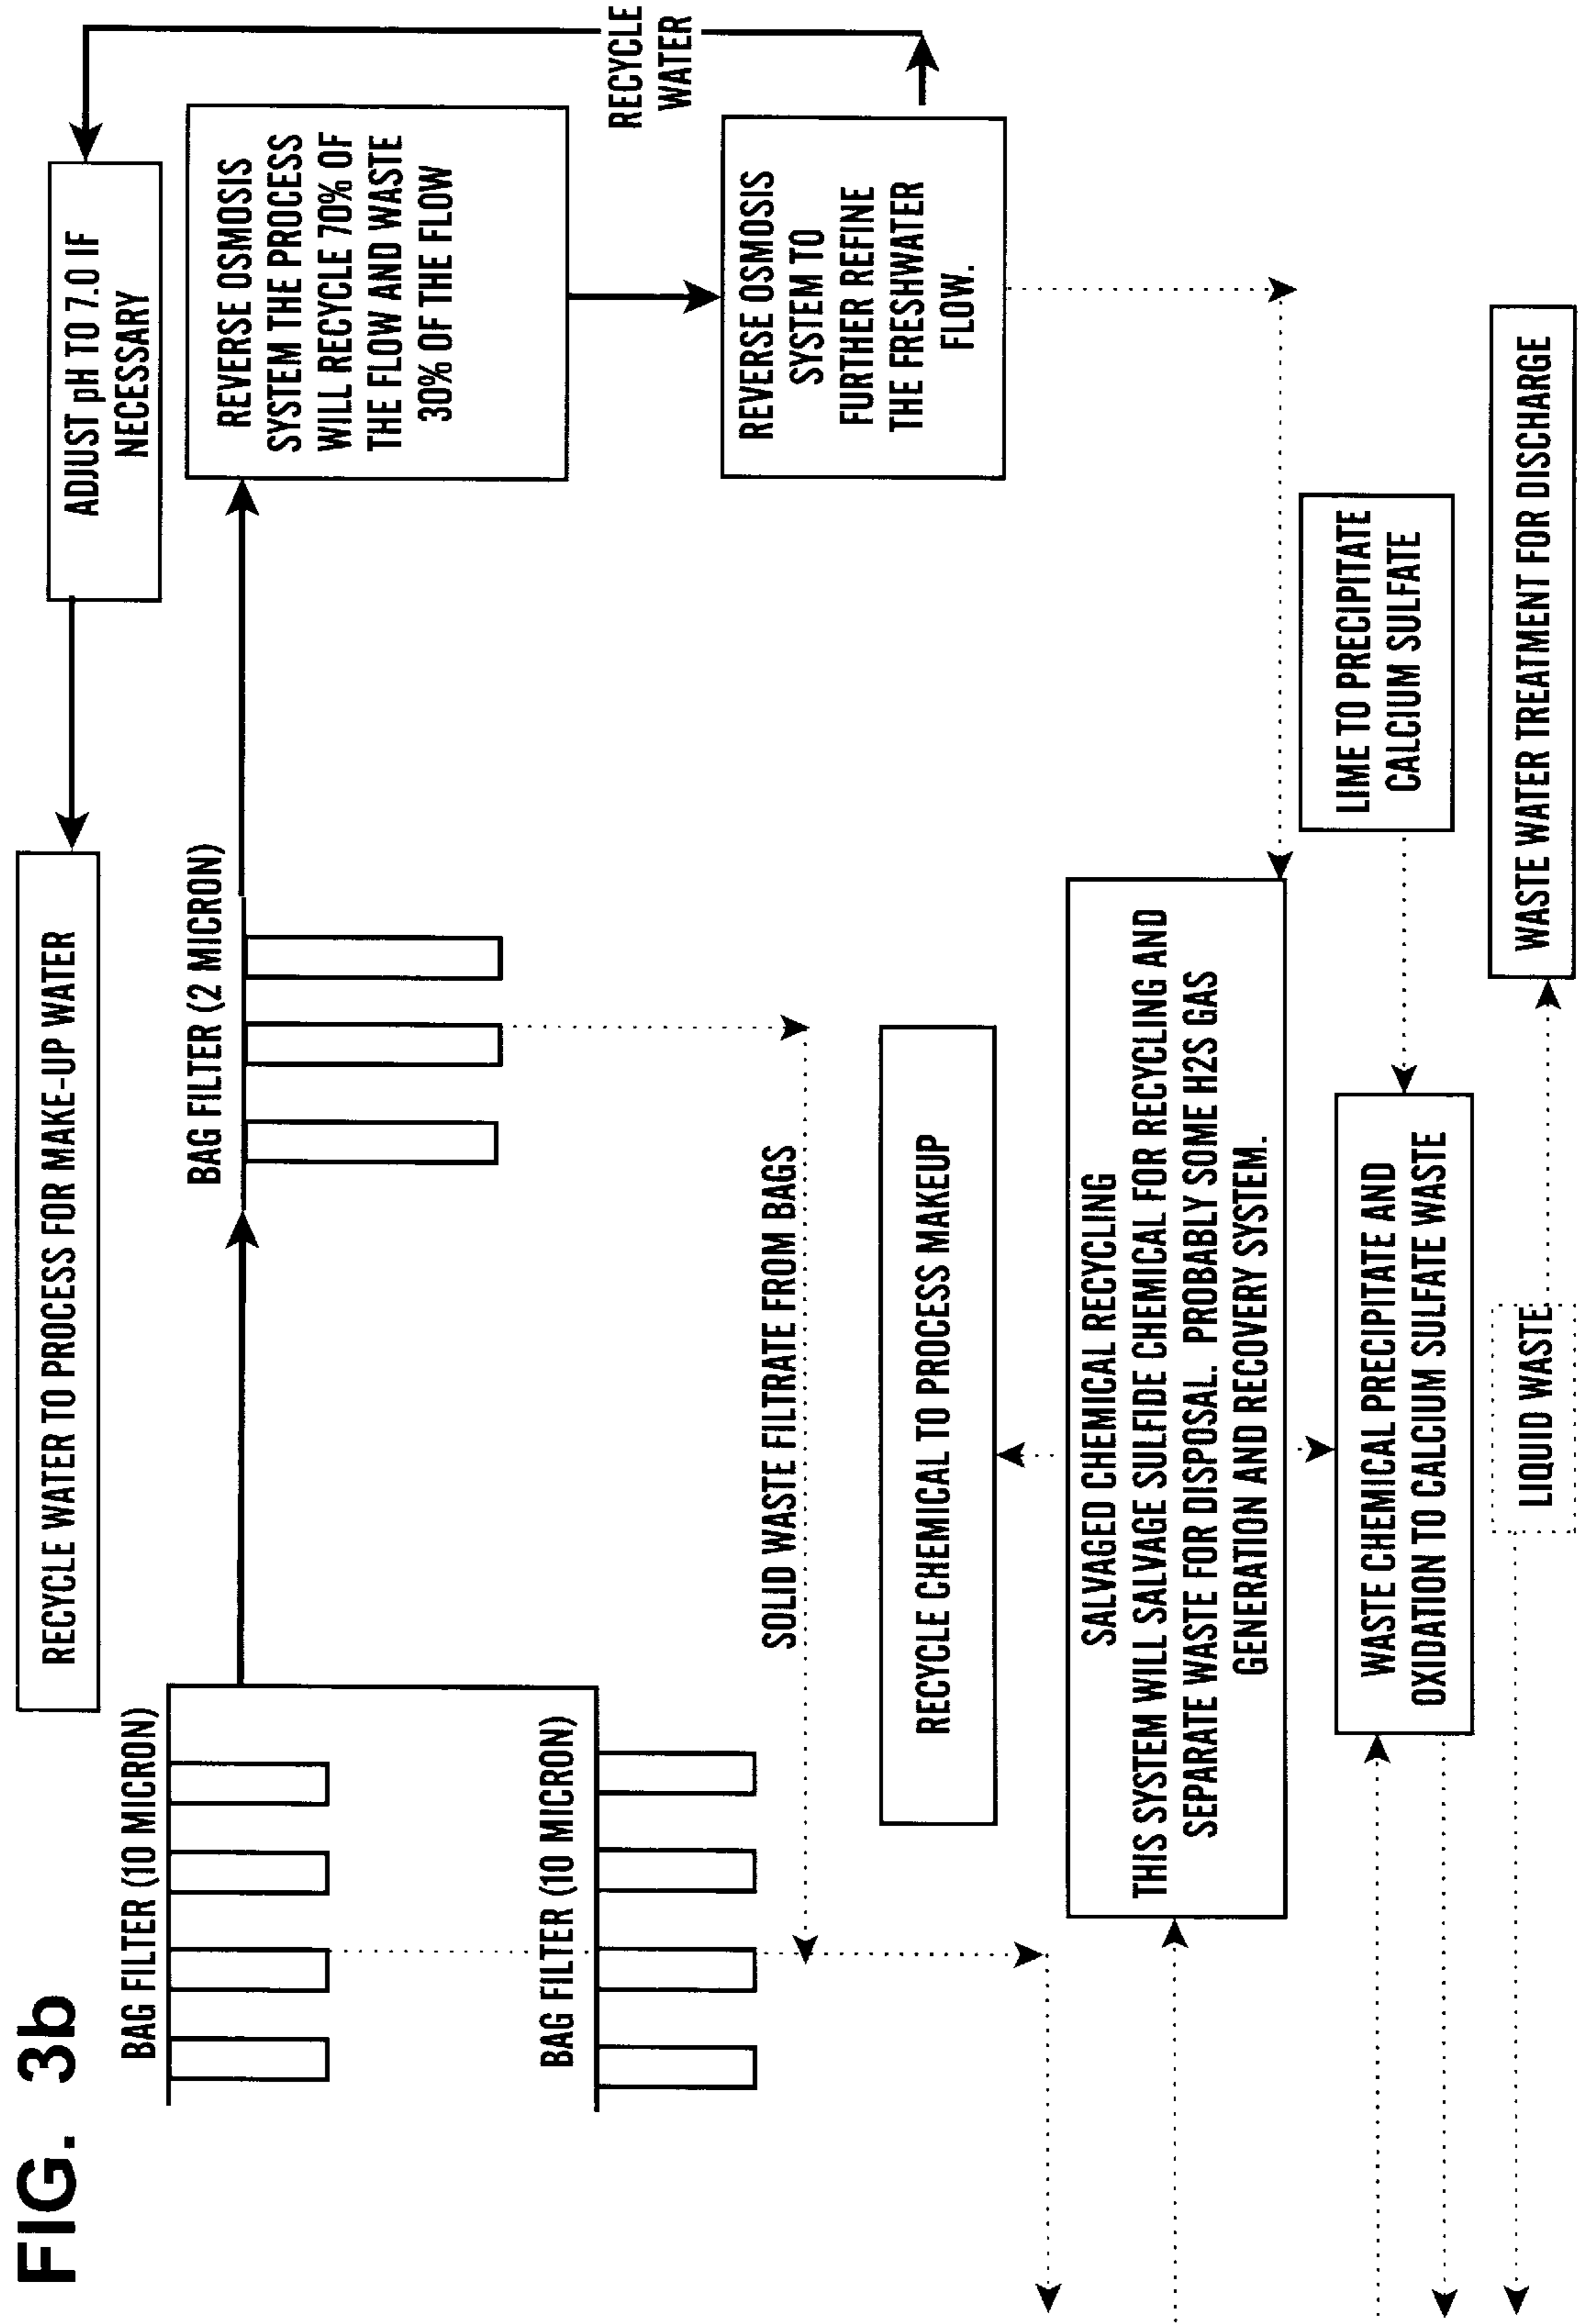 FIG. 3b
RECYCLE WATER TO PROCESS FOR MAKE-UP WATER
ADJUST pH TO 7.0 IF
NECESSARY
BAG FILTER (10 MICRON)
BAG FILTER (2 MICRON)
REVERSE OSMOSIS
SYSTEM THE PROCESS
WILL RECYCLE 70% OF
THE FLOW AND WASTE
30% OF THE FLOW
RECYCLE
WATER
BAG FILTER (10 MICRON)
SOLID WASTE FILTRATE FROM BAGS
REVERSE OSMOSIS
SYSTEM TO
FURTHER REFINE
THE FRESHWATER
FLOW.
RECYCLE CHEMICAL TO PROCESS MAKEUP
SALVAGED CHEMICAL RECYCLING
THIS SYSTEM WILL SALVAGE SULFIDE CHEMICAL FOR RECYCLING AND
SEPARATE WASTE FOR DISPOSAL. PROBABLY SOME H2S GAS
GENERATION AND RECOVERY SYSTEM.
LIME TO PRECIPITATE
CALCIUM SULFATE
WASTE CHEMICAL PRECIPITATE AND
OXIDATION TO CALCIUM SULFATE WASTE
LIQUID WASTE
WASTE WATER TREATMENT FOR DISCHARGE